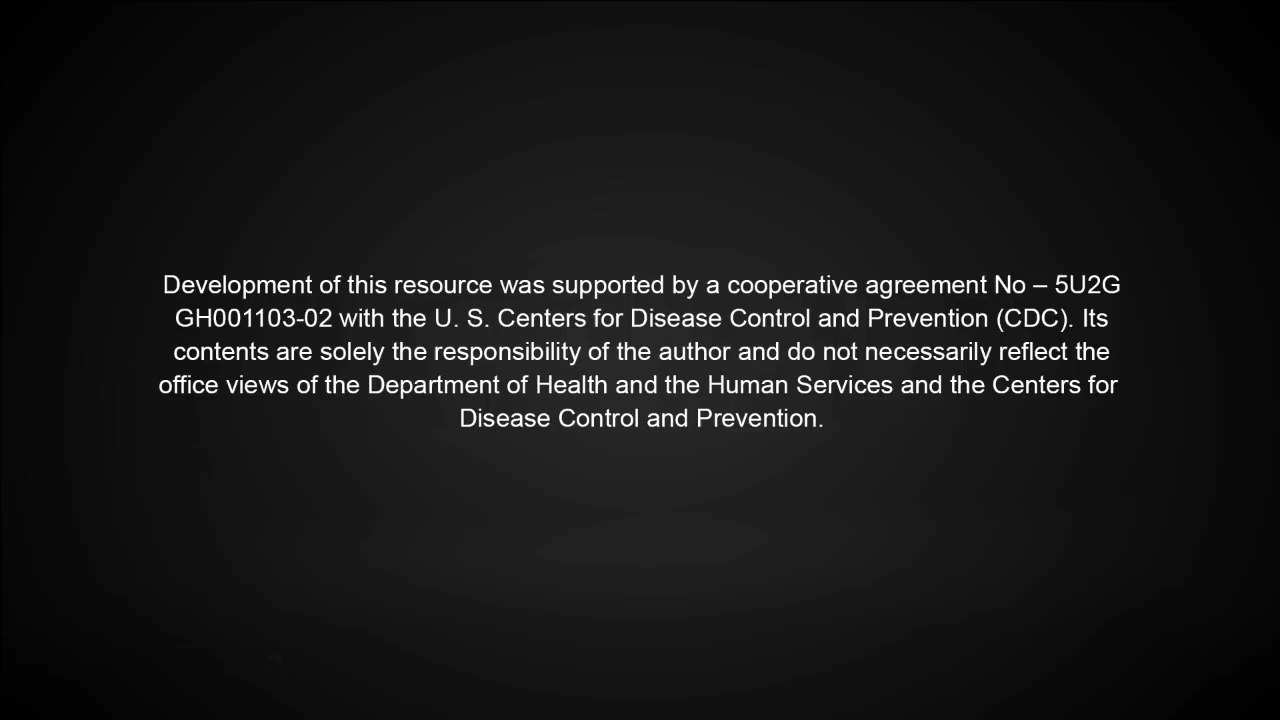 Development of this resource was supported by a cooperative agreement No – 5U2G
GH001103-02 with the U. S. Centers for Disease Control and Prevention (CDC). Its
contents are solely the responsibility of the author and do not necessarily reflect the
office views of the Department of Health and the Human Services and the Centers for
Disease Control and Prevention.